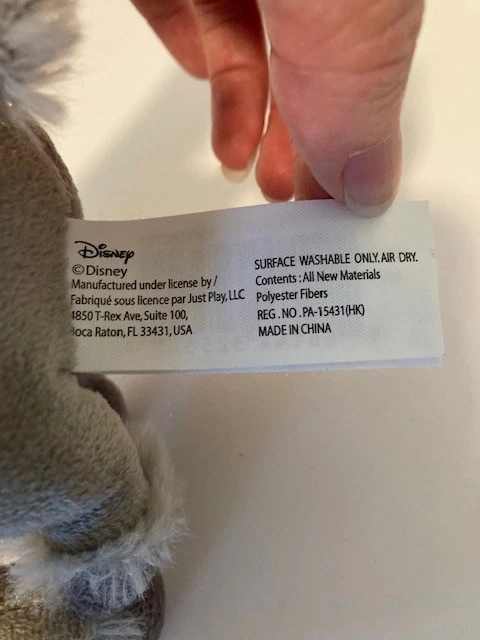 Disney
©Disney
Manufactured under license by /
Fabriqué sous licence par Just Play, LLC
4850 T-Rex Ave, Suite 100,
Boca Raton, FL 33431, USA
SURFACE WASHABLE ONLY. AIR DRY.
Contents : All New Materials
Polyester Fibers
REG . NO . PA-15431(HK)
MADE IN CHINA